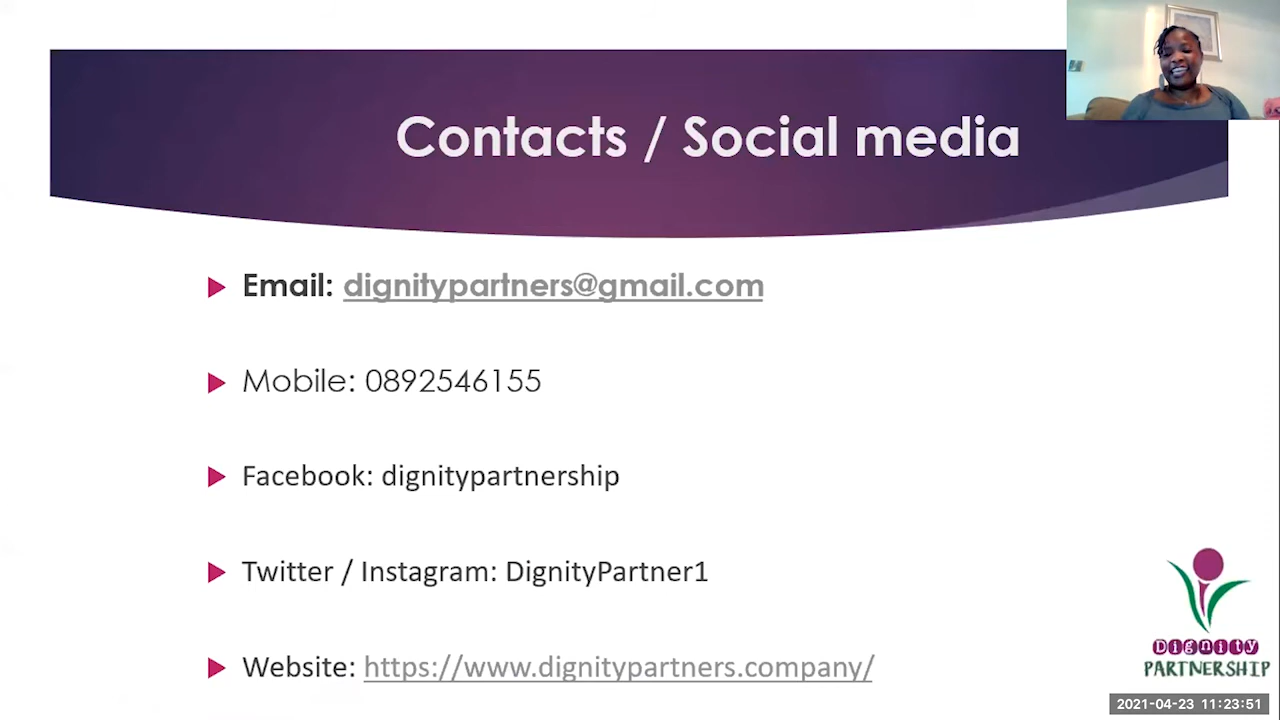 Contacts / Social media
Email: dignitypartners@gmail.com
Mobile: 0892546155
Facebook: dignitypartnership
Twitter / Instagram: DignityPartner1
Website: https://www.dignitypartners.company/
Dignity
PARTNERSHIP
2021-04-23 11:23:51